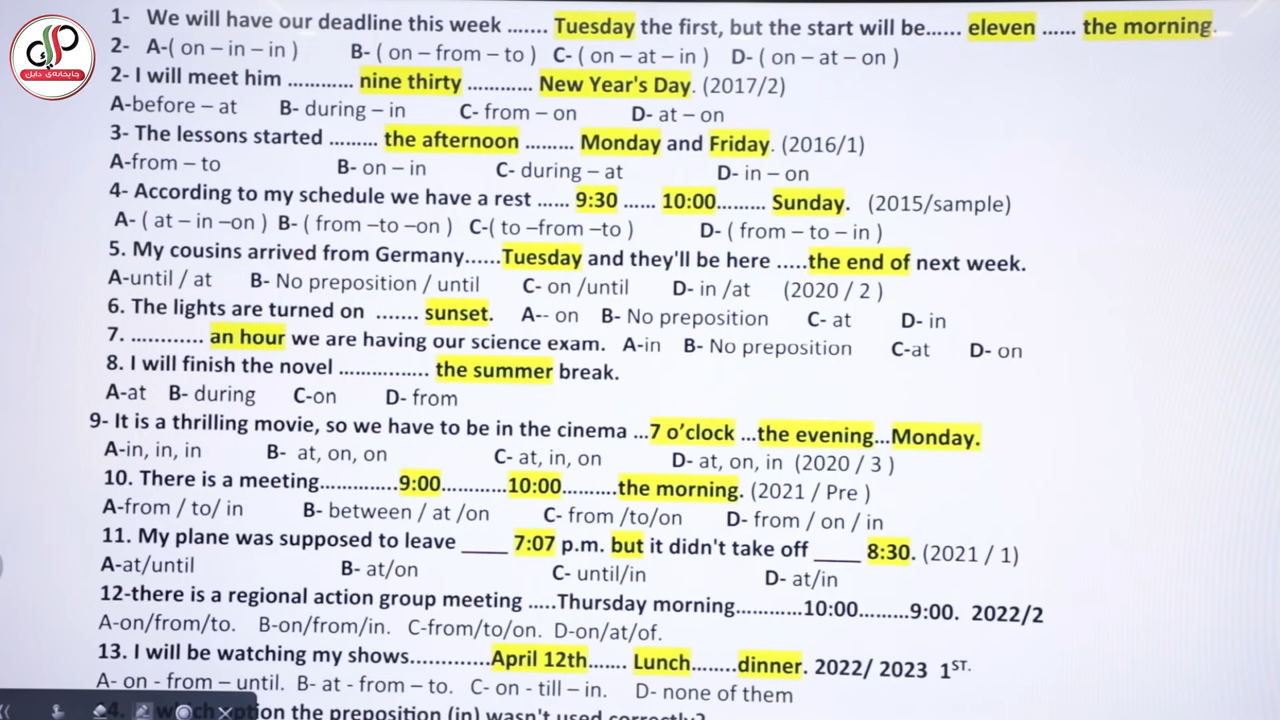 1- We will have our deadline this week ....... Tuesday the first, but the start will be...... eleven ...... the morning.
2- A-( on – in – in ) B- ( on – from – to ) C- ( on – at – in ) D- ( on – at – on )
چاپخانەی دابل
2- I will meet him ............ nine thirty ............ New Year's Day. (2017/2)
A-before – at B- during – in C- from – on D- at – on
3- The lessons started ......... the afternoon ......... Monday and Friday. (2016/1)
A-from – to B- on – in C- during – at D- in – on
4- According to my schedule we have a rest ...... 9:30 ...... 10:00......... Sunday. (2015/sample)
A- ( at – in –on ) B- ( from –to –on ) C-( to –from –to ) D- ( from – to – in )
5. My cousins arrived from Germany......Tuesday and they'll be here .....the end of next week.
A-until / at B- No preposition / until C- on /until D- in /at (2020 / 2 )
6. The lights are turned on ....... sunset. A-- on B- No preposition C- at D- in
7. ............ an hour we are having our science exam. A-in B- No preposition C-at D- on
8. I will finish the novel ............... the summer break.
A-at B- during C-on D- from
9- It is a thrilling movie, so we have to be in the cinema ...7 o’clock ...the evening...Monday.
A-in, in, in B- at, on, on C- at, in, on D- at, on, in (2020 / 3 )
10. There is a meeting.............9:00...........10:00..........the morning. (2021 / Pre )
A-from / to/ in B- between / at /on C- from /to/on D- from / on / in
11. My plane was supposed to leave ____ 7:07 p.m. but it didn't take off ____ 8:30. (2021 / 1)
A-at/until B- at/on C- until/in D- at/in
12-there is a regional action group meeting .....Thursday morning............10:00.........9:00. 2022/2
A-on/from/to. B-on/from/in. C-from/to/on. D-on/at/of.
13. I will be watching my shows.............April 12th....... Lunch........dinner. 2022/ 2023 1ST.
A- on - from – until. B- at - from – to. C- on - till – in. D- none of them
which option the preposition (in) wasn't used correctly?